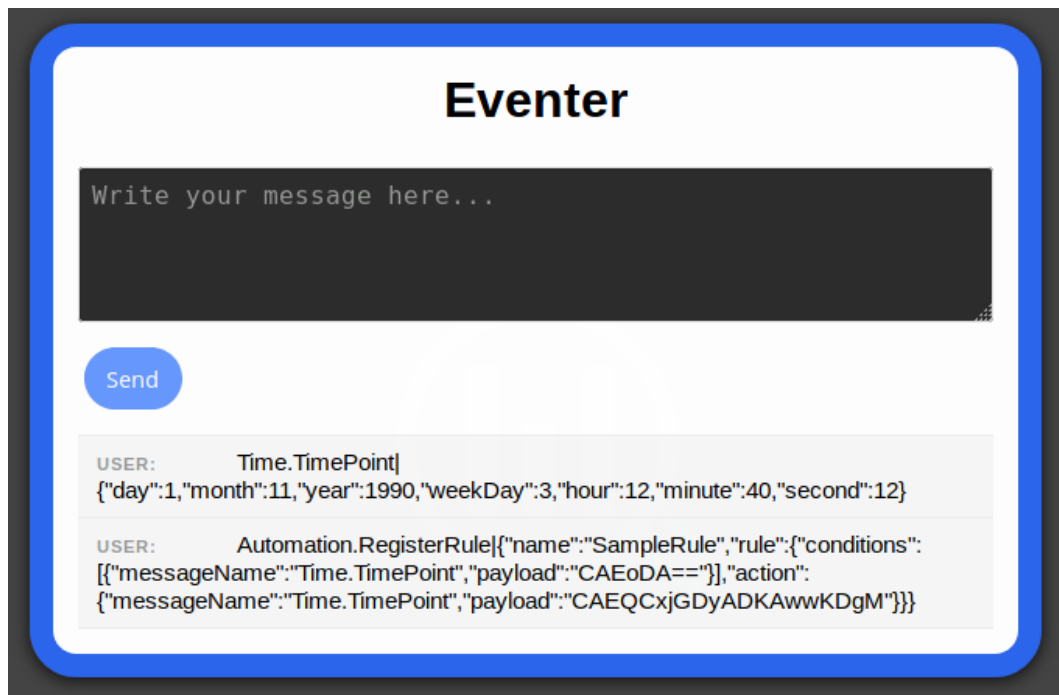 Eventer
Write your message here...
Send
USER: Time.TimePoint|
{"day":1,"month":11,"year":1990,"weekDay":3,"hour":12,"minute":40,"second":12}
USER: Automation.RegisterRule|{"name":"SampleRule","rule":{"conditions":
[{"messageName":"Time.TimePoint","payload":"CAEoDA=="}],"action":
{"messageName":"Time.TimePoint","payload":"CAEQCxjGDyADKAwwKDgM"}}}